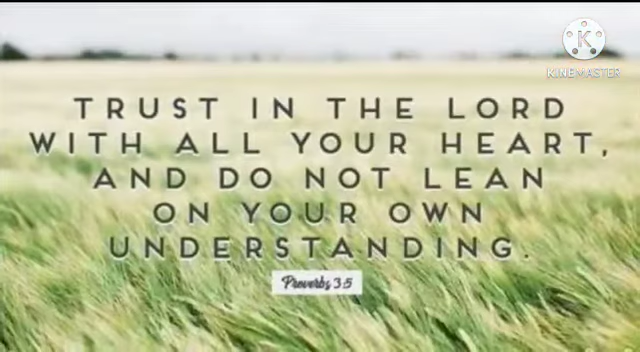 KINEMASTER
TRUST IN THE LORD
WITH ALL YOUR HEART,
AND DO NOT LEAN
ON YOUR OWN
UNDERSTANDING.
Proverbs 3:5